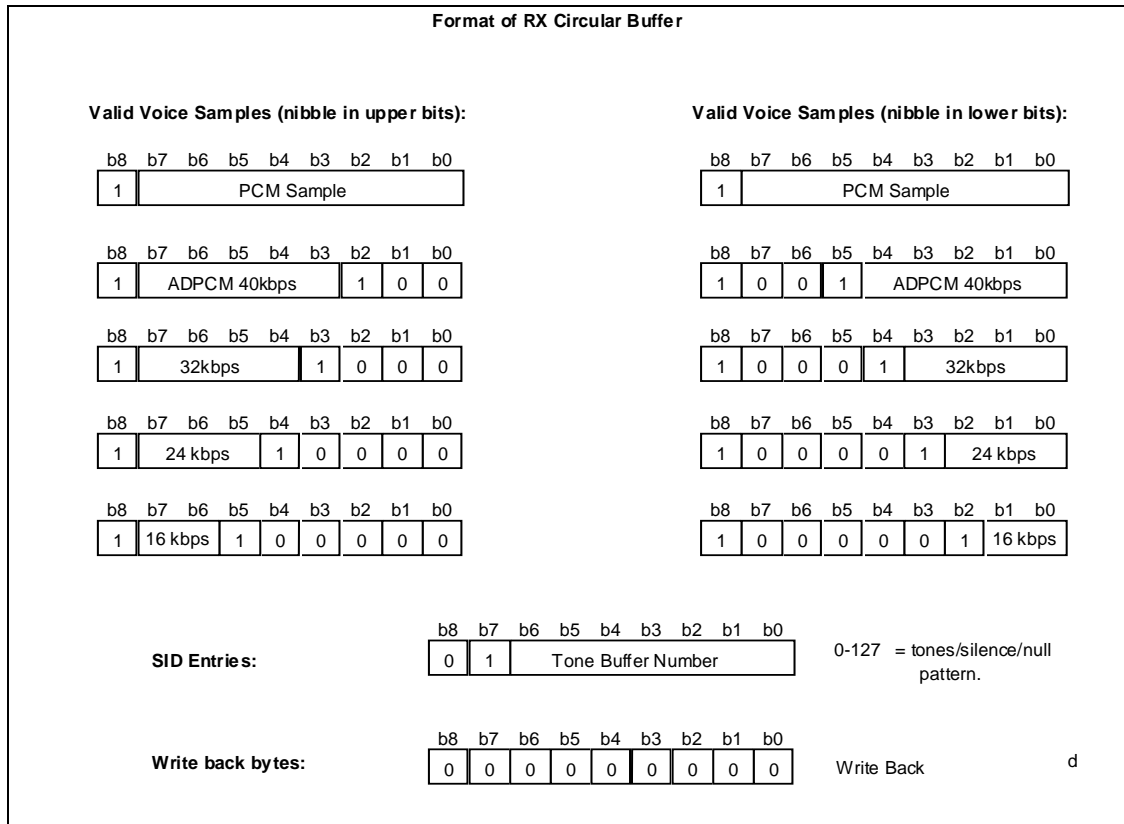 Format of RX Circular Buffer
Valid Voice Samples (nibble in upper bits):
b8 b7 b6 b5 b4 b3 b2 b1 b0
1 PCM Sample
b8 b7 b6 b5 b4 b3 b2 b1 b0
1 ADPCM 40kbps 1 0 0
b8 b7 b6 b5 b4 b3 b2 b1 b0
1 32kbps 1 0 0 0
b8 b7 b6 b5 b4 b3 b2 b1 b0
1 24 kbps 1 0 0 0 0
b8 b7 b6 b5 b4 b3 b2 b1 b0
1 16 kbps 1 0 0 0 0 0
Valid Voice Samples (nibble in lower bits):
b8 b7 b6 b5 b4 b3 b2 b1 b0
1 PCM Sample
b8 b7 b6 b5 b4 b3 b2 b1 b0
1 0 0 1 ADPCM 40kbps
b8 b7 b6 b5 b4 b3 b2 b1 b0
1 0 0 0 1 32kbps
b8 b7 b6 b5 b4 b3 b2 b1 b0
1 0 0 0 0 1 24 kbps
b8 b7 b6 b5 b4 b3 b2 b1 b0
1 0 0 0 0 0 1 16 kbps
SID Entries:
b8 b7 b6 b5 b4 b3 b2 b1 b0
0 1 Tone Buffer Number
0-127 = tones/silence/null
pattern.
Write back bytes:
b8 b7 b6 b5 b4 b3 b2 b1 b0
0 0 0 0 0 0 0 0 0
Write Back
d